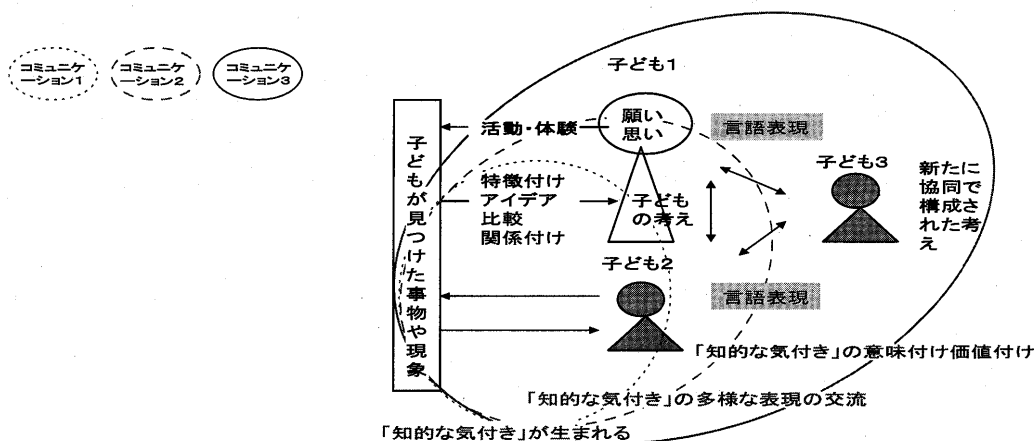 コミュニケ
ーション1
コミュニケ
ーション2
コミュニケ
ーション3
子ども1
願い
思い
活動・体験
言語表現
子どもが見つけた事物や現象
特徴付け
アイデア
比較
関係付け
子ども
の考え
子ども3
新たに
協同で
構成さ
れた考
え
子ども2
言語表現
「知的な気付き」の意味付け価値付け
「知的な気付き」の多様な表現の交流
「知的な気付き」が生まれる